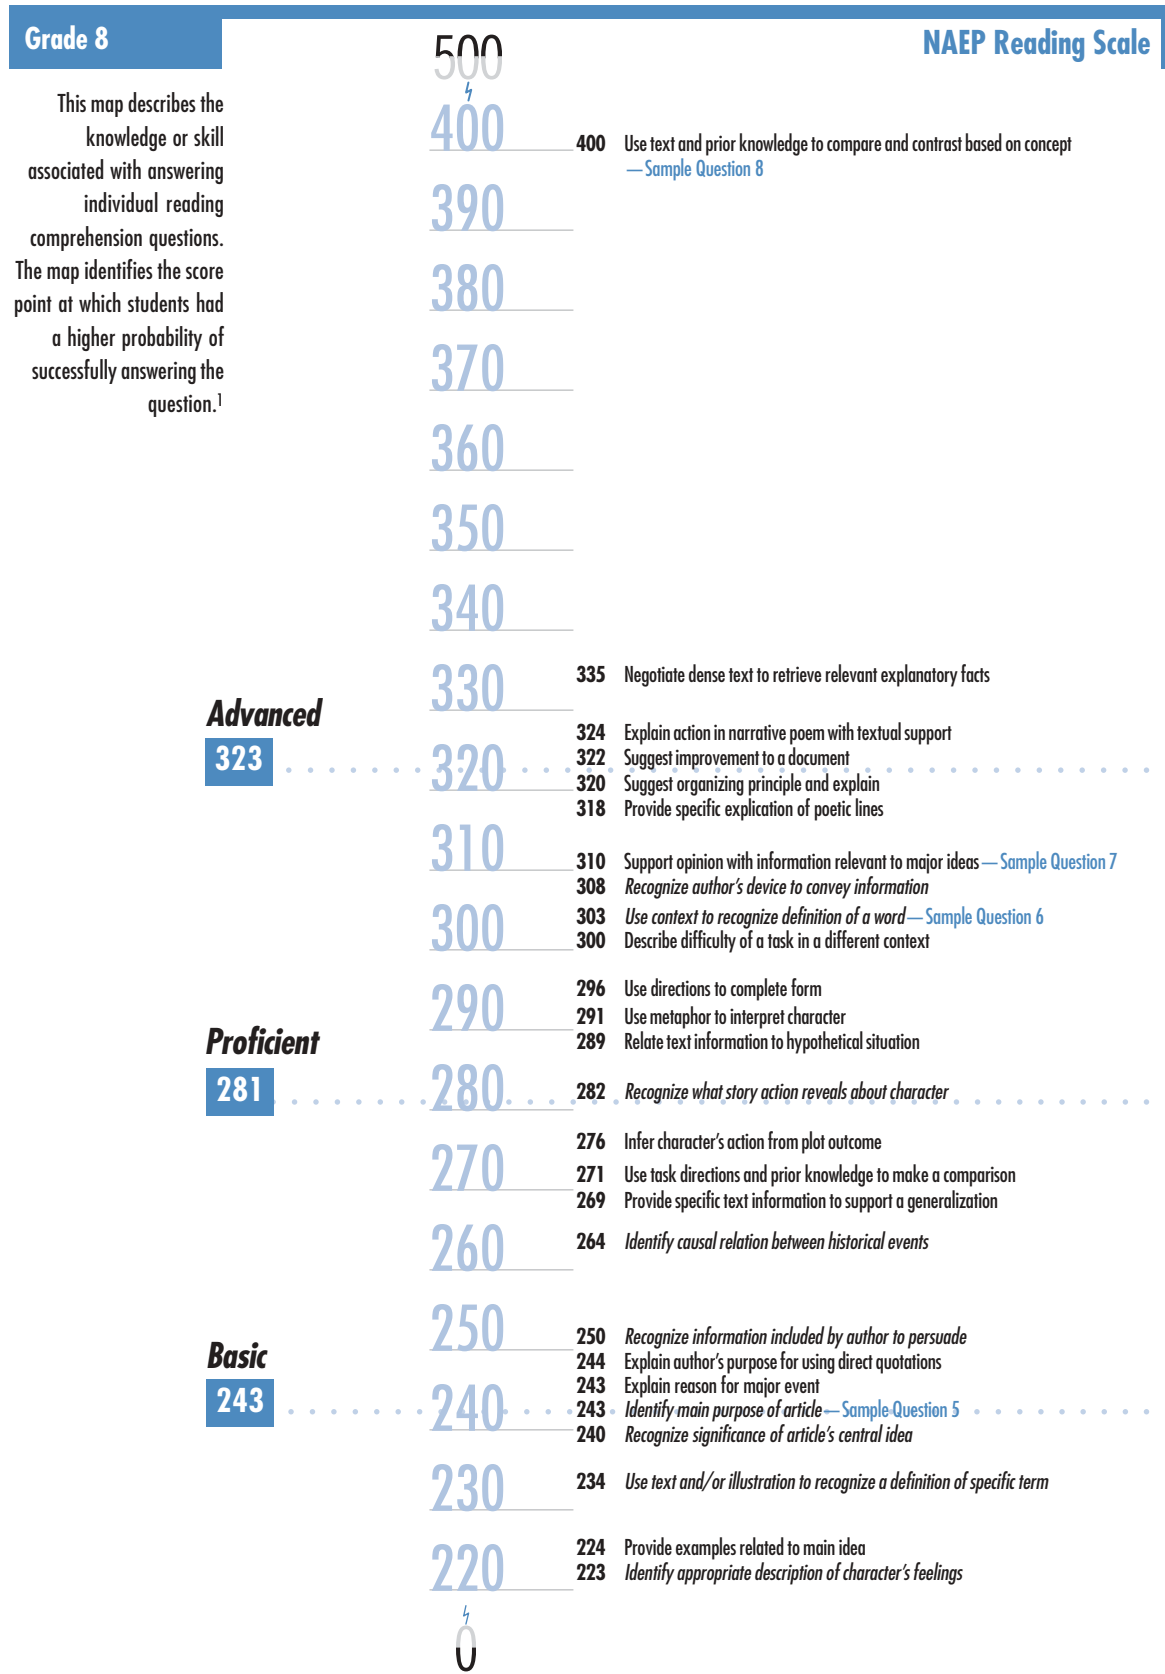 Grade 8
NAEP Reading Scale
This map describes the
knowledge or skill
associated with answering
individual reading
comprehension questions.
The map identifies the score
point at which students had
a higher probability of
successfully answering the
question.1
500
400
400 Use text and prior knowledge to compare and contrast based on concept
—Sample Question 8
390
380
370
360
350
340
330
335 Negotiate dense text to retrieve relevant explanatory facts
Advanced
323
324 Explain action in narrative poem with textual support
322 Suggest improvement to a document
320
320 Suggest organizing principle and explain
318 Provide specific explication of poetic lines
310
310 Support opinion with information relevant to major ideas—Sample Question 7
308 Recognize author's device to convey information
303 Use context to recognize definition of a word—Sample Question 6
300
300 Describe difficulty of a task in a different context
296 Use directions to complete form
290
291 Use metaphor to interpret character
289 Relate text information to hypothetical situation
Proficient
281
280
282 Recognize what story action reveals about character
276 Infer character's action from plot outcome
270
271 Use task directions and prior knowledge to make a comparison
269 Provide specific text information to support a generalization
260
264 Identify causal relation between historical events
250
250 Recognize information included by author to persuade
Basic
243
244 Explain author's purpose for using direct quotations
243 Explain reason for major event
240
243 Identify main purpose of article—Sample Question 5
240 Recognize significance of article's central idea
230
234 Use text and/or illustration to recognize a definition of specific term
220
224 Provide examples related to main idea
223 Identify appropriate description of character's feelings
0